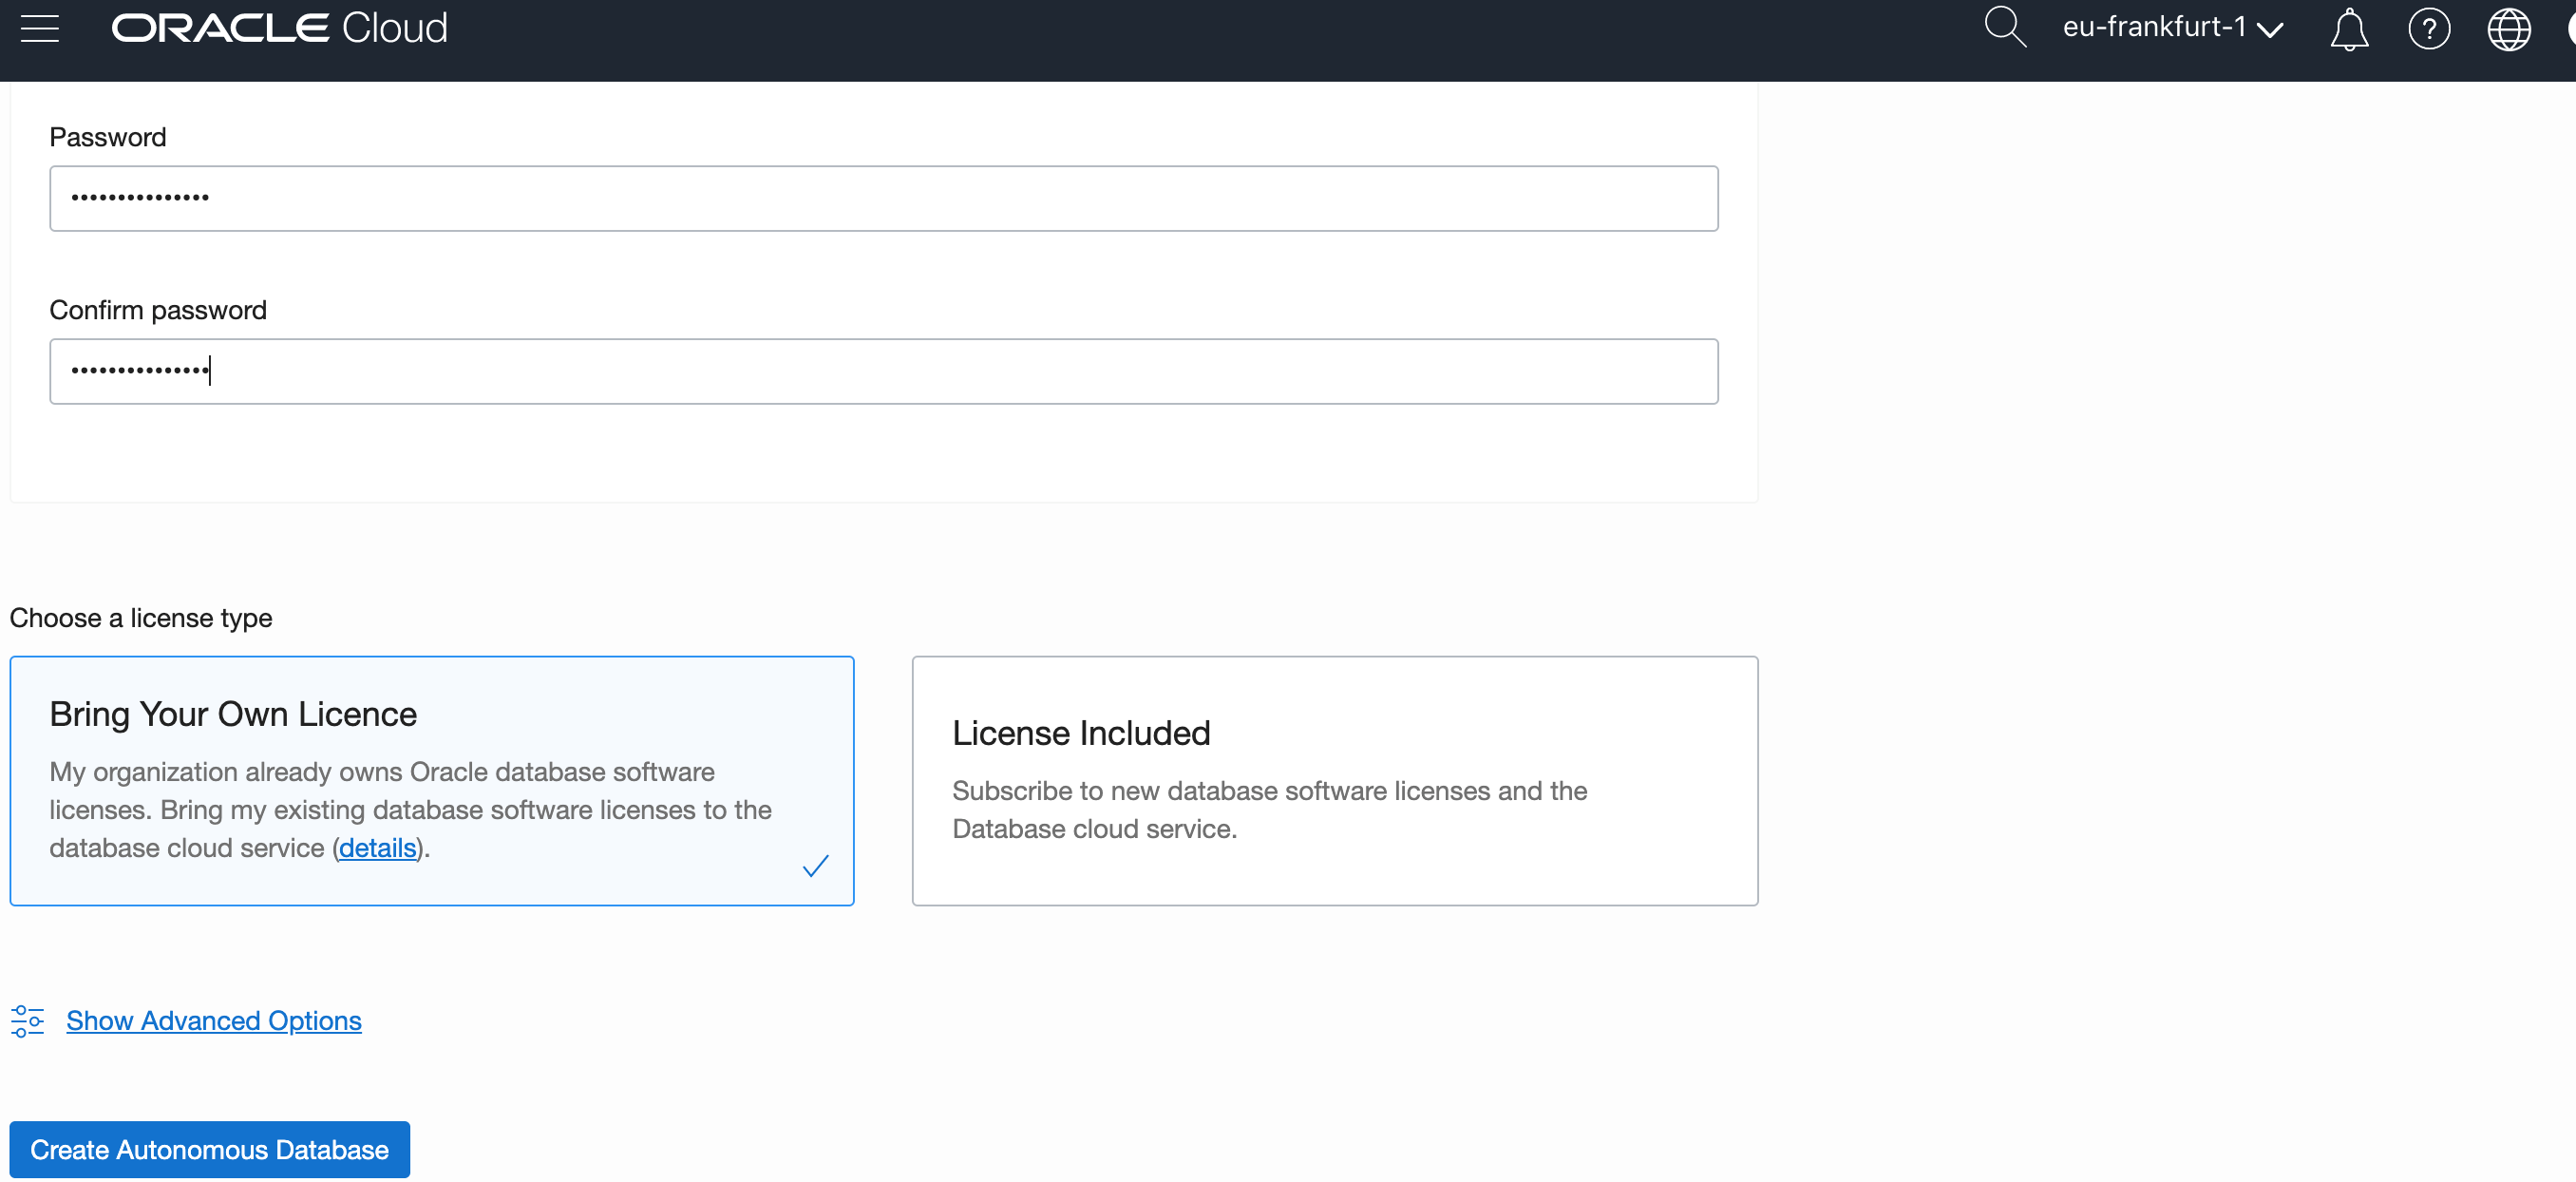 ORACLE Cloud
eu-frankfurt-1
?
Password
•••••••••••••••
Confirm password
•••••••••••••••
Choose a license type
Bring Your Own Licence
My organization already owns Oracle database software
licenses. Bring my existing database software licenses to the
database cloud service (details).
License Included
Subscribe to new database software licenses and the
Database cloud service.
Show Advanced Options
Create Autonomous Database